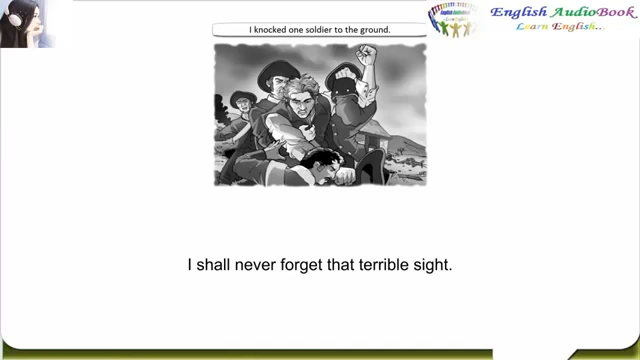 I knocked one soldier to the ground.
English AudioBook
Learn English...
I shall never forget that terrible sight.